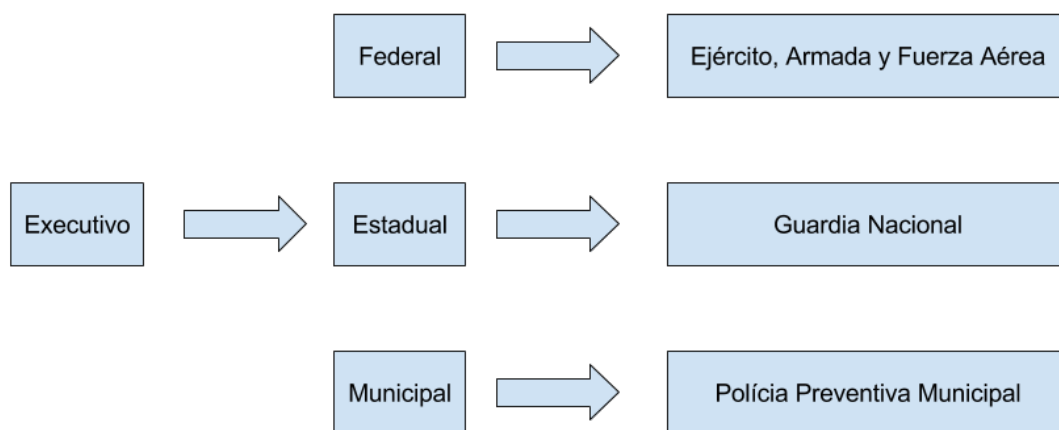 Federal
Ejército, Armada y Fuerza Aérea
Executivo
Estadual
Guardia Nacional
Municipal
Polícia Preventiva Municipal